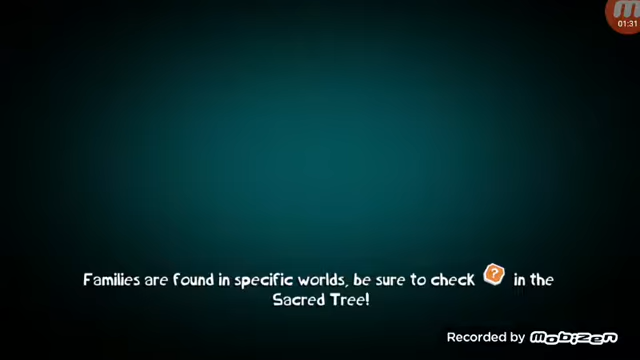 01:31
Families are found in specific worlds, be sure to check ? in the
Sacred Tree!
Recorded by mobizen